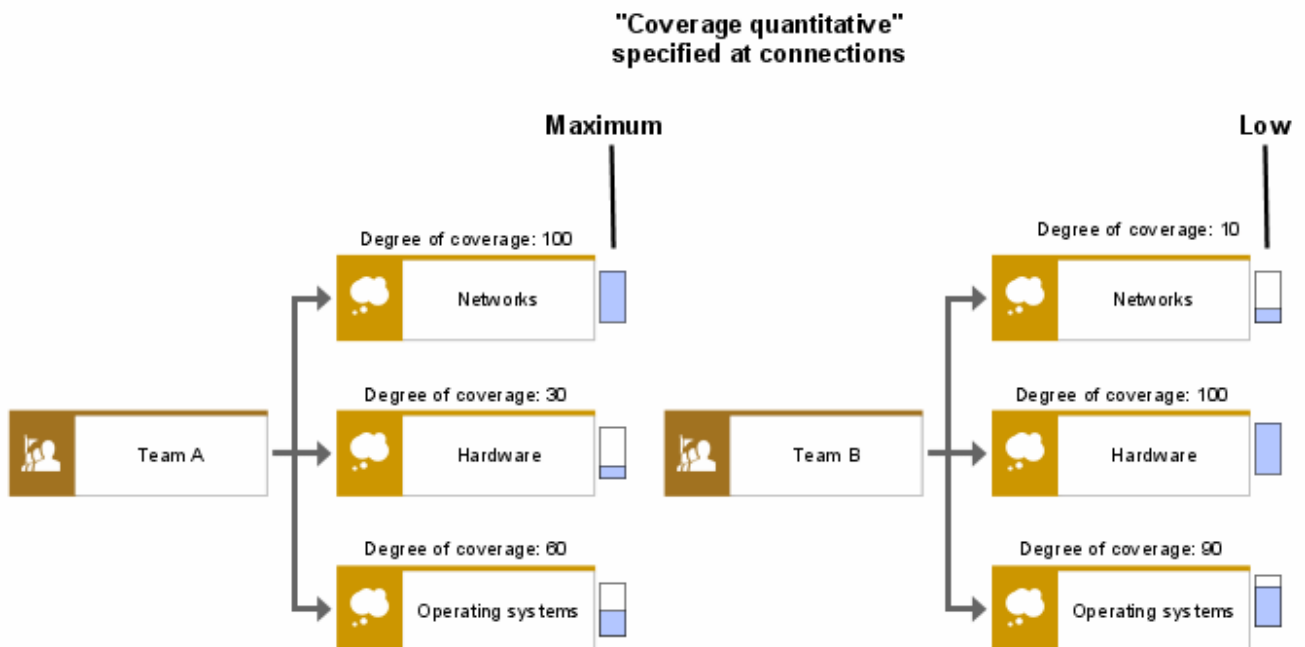 "Coverage quantitative"
specified at connections
Maximum
Low
Degree of coverage: 100
Networks
Degree of coverage: 10
Networks
Team A
Degree of coverage: 30
Hardware
Team B
Degree of coverage: 100
Hardware
Degree of coverage: 60
Operating systems
Degree of coverage: 90
Operating systems